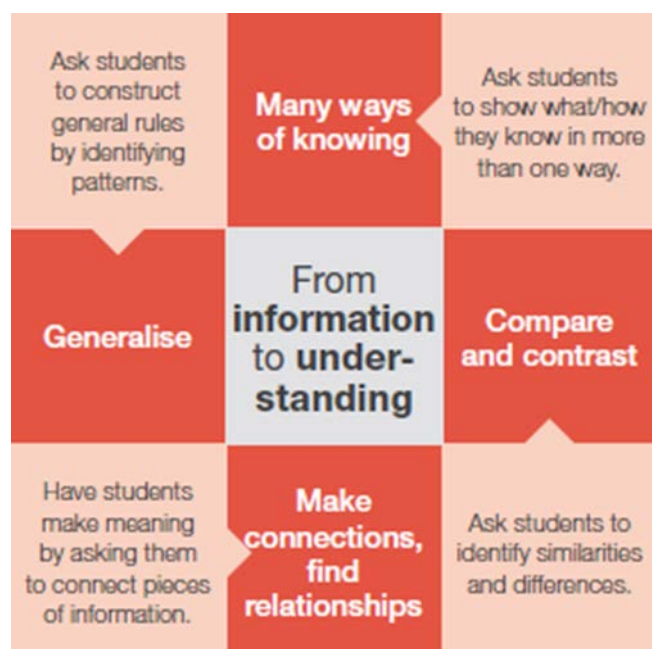 Ask students
to construct
general rules
by identifying
patterns.
Many ways
of knowing
Ask students
to show what/how
they know in more
than one way.
Generalise
From
information
to under-
standing
Compare
and contrast
Have students
make meaning
by asking them
to connect pieces
of information.
Make
connections,
find
relationships
Ask students to
identify similarities
and differences.